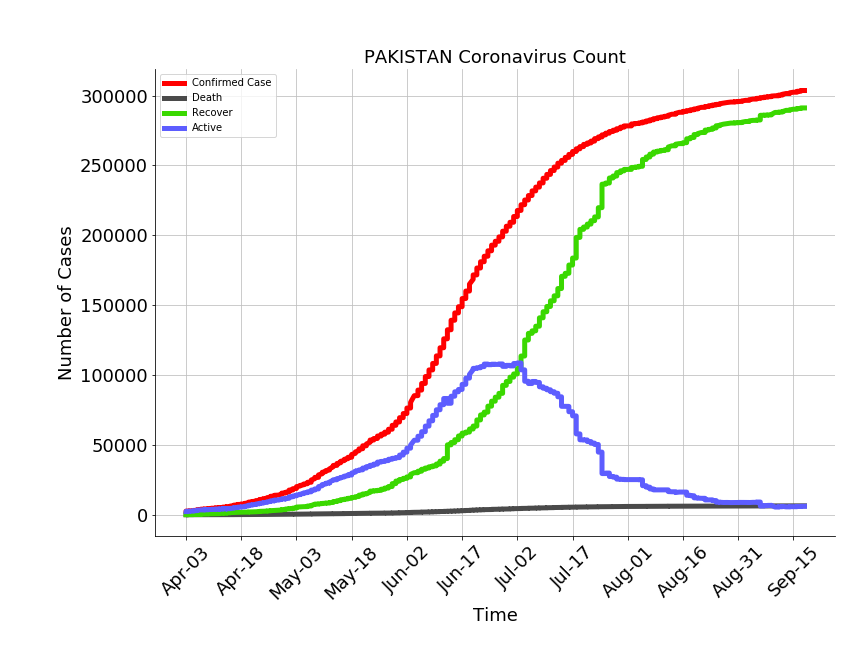 PAKISTAN Coronavirus Count
Confirmed Case
Death
Recover
Active
300000
250000
200000
150000
100000
50000
0
Number of Cases
Apr-03
Apr-18
May-03
May-18
Jun-02
Jun-17
Jul-02
Jul-17
Aug-01
Aug-16
Aug-31
Sep-15
Time